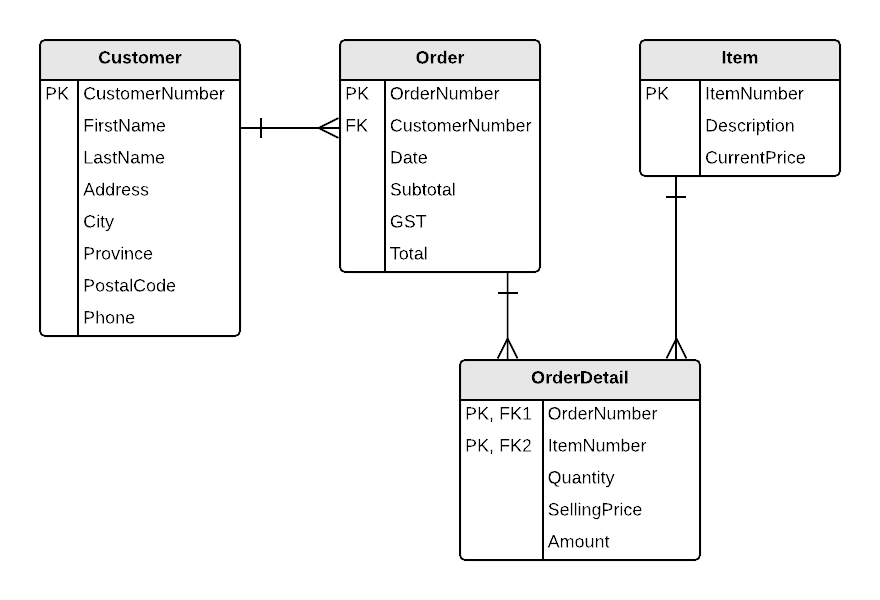 Customer
PK CustomerNumber
FirstName
LastName
Address
City
Province
PostalCode
Phone
Order
PK OrderNumber
FK CustomerNumber
Date
Subtotal
GST
Total
Item
PK ItemNumber
Description
CurrentPrice
OrderDetail
PK, FK1 OrderNumber
PK, FK2 ItemNumber
Quantity
SellingPrice
Amount